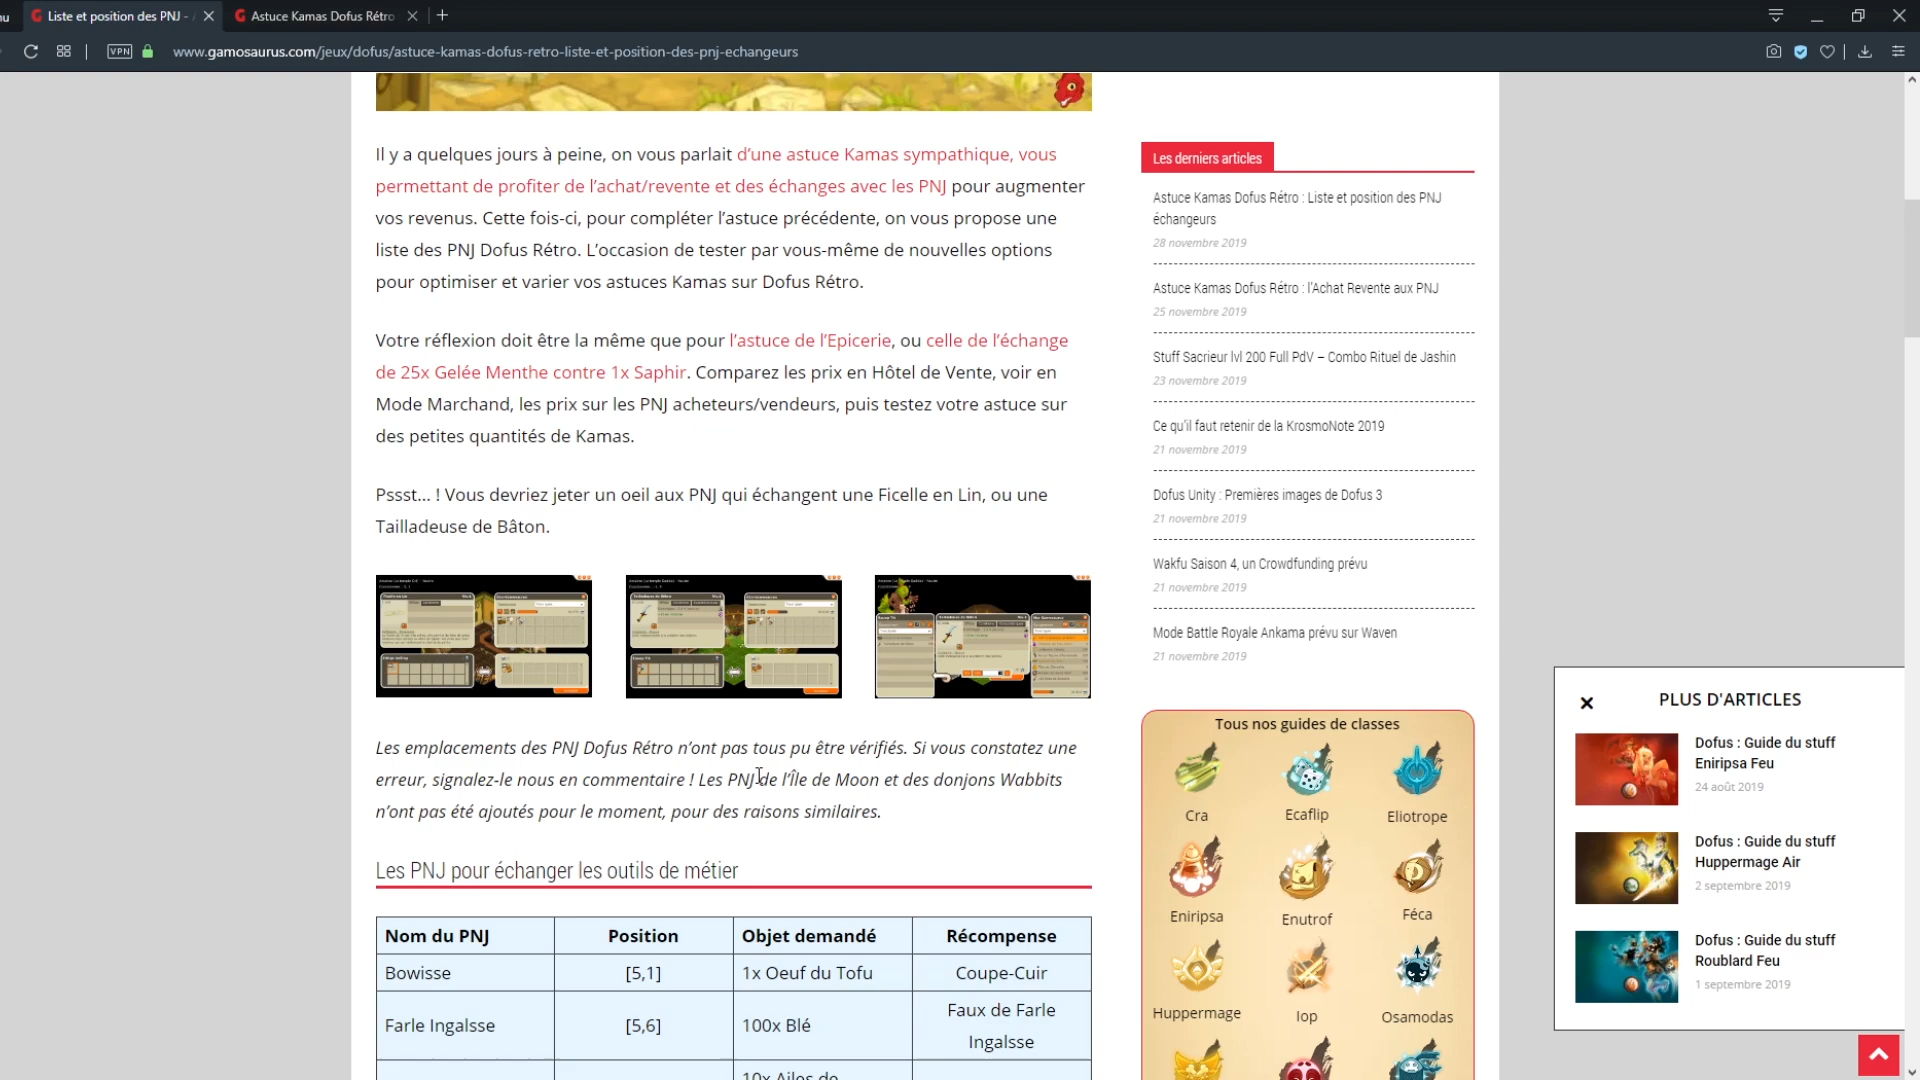 Liste et position des PNJ -
Astuce Kamas Dofus Rétro
VPN
www.gamosaurus.com/jeux/dofus/astuce-kamas-dofus-retro-liste-et-position-des-pnj-echangeurs
Il y a quelques jours à peine, on vous parlait d’une astuce Kamas sympathique, vous
permettant de profiter de l’achat/revente et des échanges avec les PNJ pour augmenter
vos revenus. Cette fois-ci, pour compléter l’astuce précédente, on vous propose une
liste des PNJ Dofus Rétro. L’occasion de tester par vous-même de nouvelles options
pour optimiser et varier vos astuces Kamas sur Dofus Rétro.
Votre réflexion doit être la même que pour l’astuce de l’Epicerie, ou celle de l’échange
de 25x Gelée Menthe contre 1x Saphir. Comparez les prix en Hôtel de Vente, voir en
Mode Marchand, les prix sur les PNJ acheteurs/vendeurs, puis testez votre astuce sur
des petites quantités de Kamas.
Pssst… ! Vous devriez jeter un oeil aux PNJ qui échangent une Ficelle en Lin, ou une
Tailladeuse de Bâton.
Les emplacements des PNJ Dofus Rétro n’ont pas tous pu être vérifiés. Si vous constatez une
erreur, signalez-le nous en commentaire ! Les PNJ de l’Île de Moon et des donjons Wabbits
n’ont pas été ajoutés pour le moment, pour des raisons similaires.
Les PNJ pour échanger les outils de métier
Nom du PNJ Position Objet demandé Récompense
Bowisse [5,1] 1x Oeuf du Tofu Coupe-Cuir
Farle Ingalsse [5,6] 100x Blé Faux de Farle
Ingalsse
10x Ailes de
Les derniers articles
Astuce Kamas Dofus Rétro : Liste et position des PNJ
échangeurs
28 novembre 2019
Astuce Kamas Dofus Rétro : l’Achat Revente aux PNJ
25 novembre 2019
Stuff Sacrieur lvl 200 Full PdV – Combo Rituel de Jashin
23 novembre 2019
Ce qu’il faut retenir de la KrosmoNote 2019
21 novembre 2019
Dofus Unity : Premières images de Dofus 3
21 novembre 2019
Wakfu Saison 4, un Crowdfunding prévu
21 novembre 2019
Mode Battle Royale Ankama prévu sur Waven
21 novembre 2019
Tous nos guides de classes
Cra Ecaflip Eliotrope
Eniripsa Enutrof Féca
Huppermage Iop Osamodas
PLUS D'ARTICLES
Dofus : Guide du stuff
Eniripsa Feu
24 août 2019
Dofus : Guide du stuff
Huppermage Air
2 septembre 2019
Dofus : Guide du stuff
Roublard Feu
1 septembre 2019